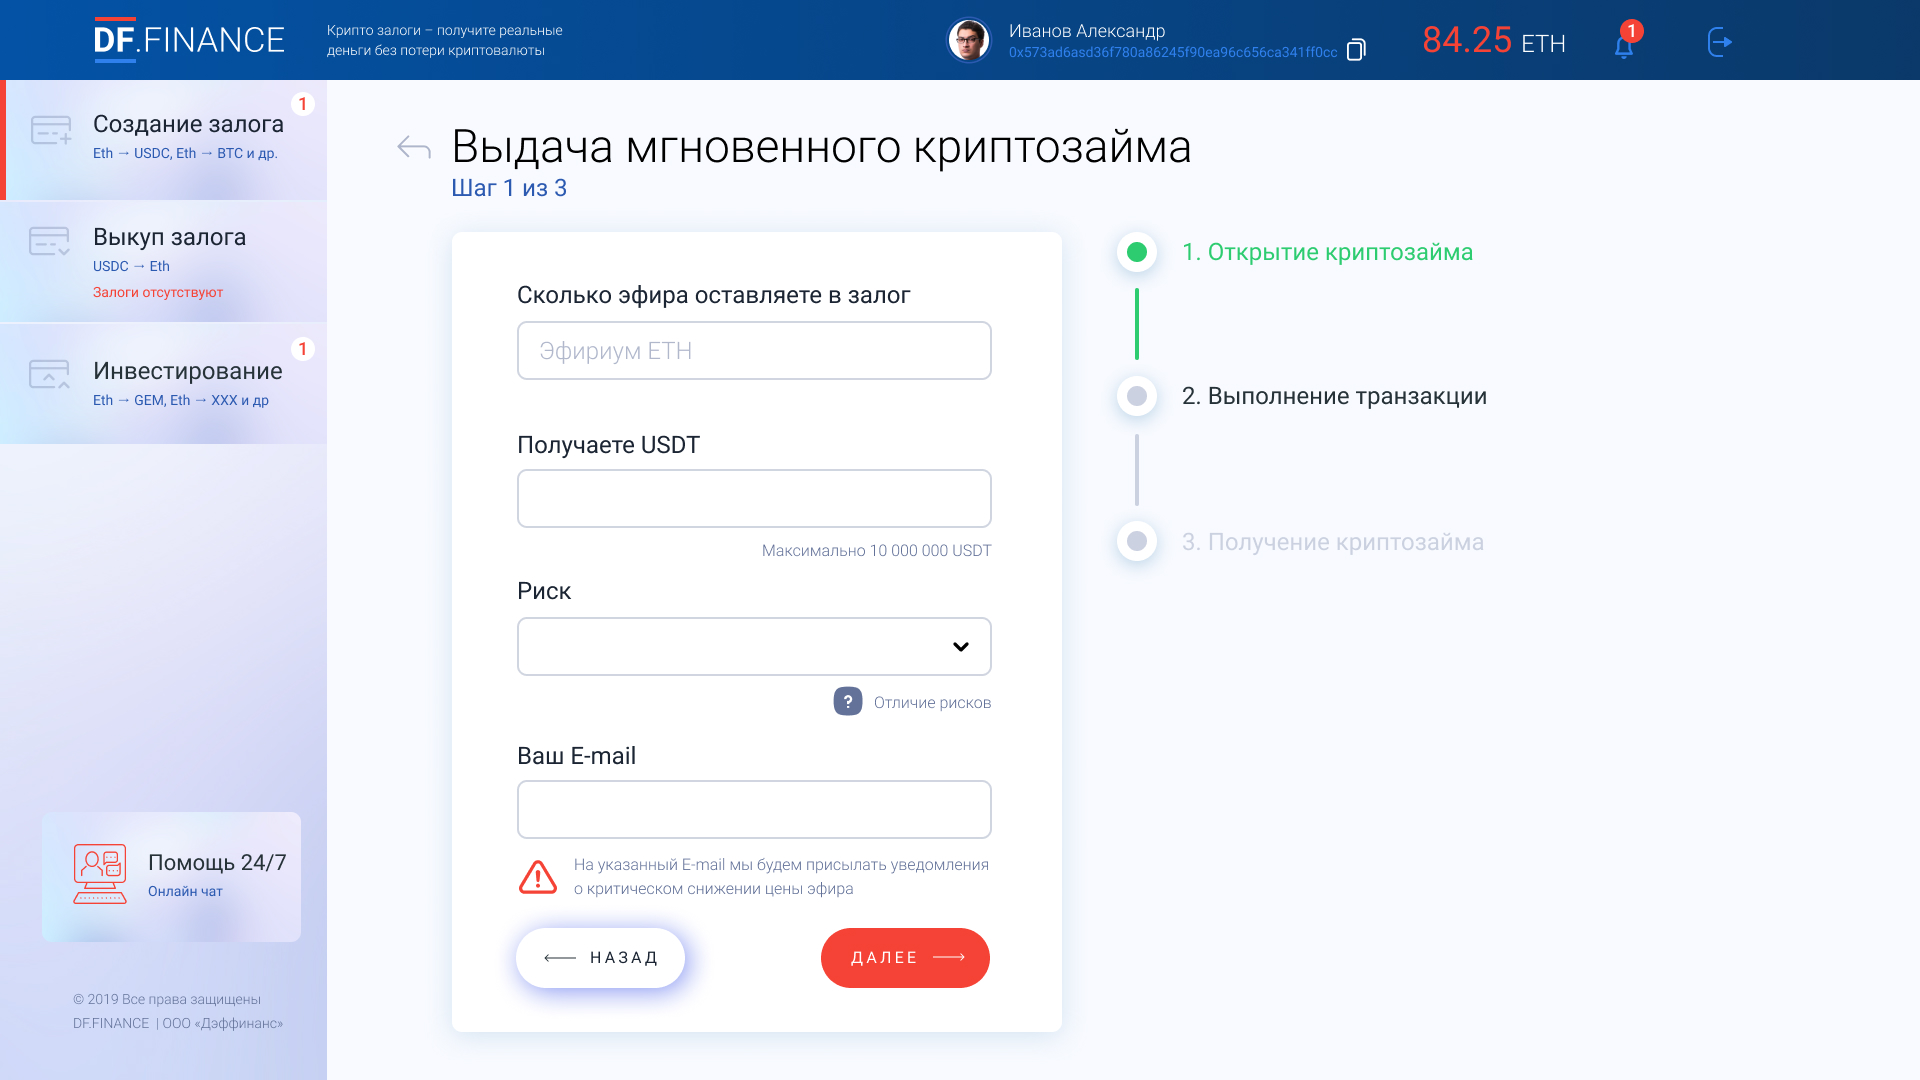 DF.FINANCE
Крипто залоги – получите реальные
деньги без потери криптовалюты
Иванов Александр
0x573ad6asd36f780a86245f90ea96c656ca341ff0cc
84.25 ETH
1
Создание залога
1
Eth → USDC, Eth → BTC и др.
Выкуп залога
USDC → Eth
Залоги отсутствуют
Инвестирование
1
Eth → GEM, Eth → XXX и др
Помощь 24/7
Онлайн чат
© 2019 Все права защищены
DF.FINANCE | ООО «Дэффинанс»
Выдача мгновенного криптозайма
Шаг 1 из 3
Сколько эфира оставляете в залог
Эфириум ETH
Получаете USDT
Максимально 10 000 000 USDT
Риск
? Отличие рисков
Ваш E-mail
На указанный E-mail мы будем присылать уведомления
о критическом снижении цены эфира
НАЗАД
ДАЛЕЕ
1. Открытие криптозайма
2. Выполнение транзакции
3. Получение криптозайма